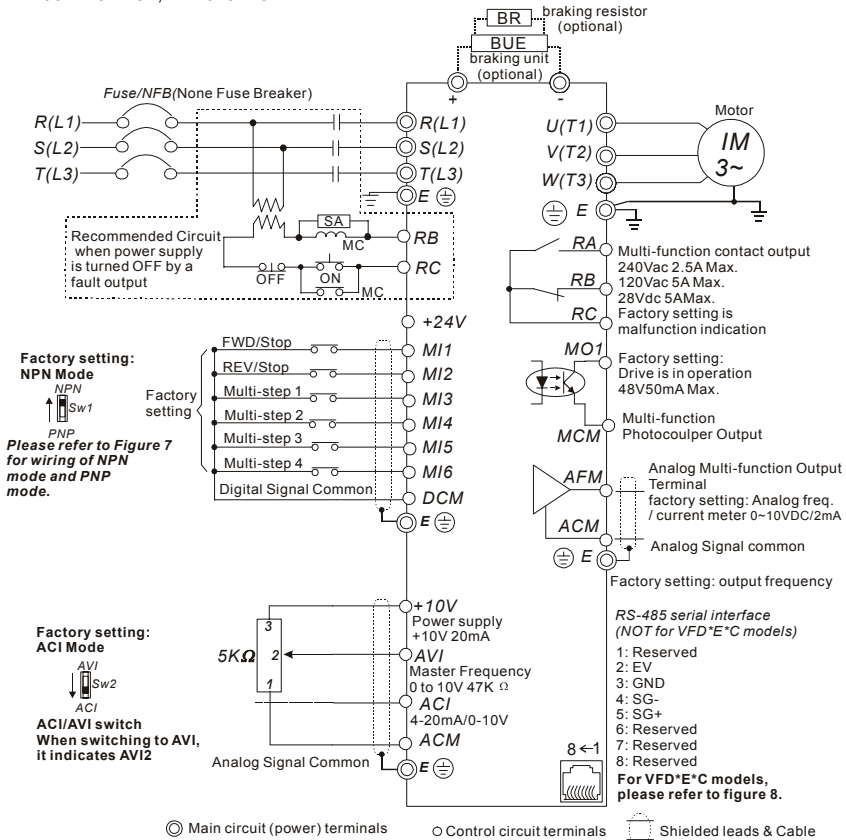 braking resistor
(optional)
BR
BUE
braking unit
(optional)
+ -
Fuse/NFB(None Fuse Breaker)
R(L1)
S(L2)
T(L3)
R(L1)
S(L2)
T(L3)
E
SA
MC
RB
RC
OFF
ON
MC
Recommended Circuit
when power supply
is turned OFF by a
fault output
Motor
IM
3~
U(T1)
V(T2)
W(T3)
E
RA
RB
RC
Multi-function contact output
240Vac 2.5A Max.
120Vac 5A Max.
28Vdc 5AMax.
Factory setting is
malfunction indication
+24V
FWD/Stop
REV/Stop
Multi-step 1
Multi-step 2
Multi-step 3
Multi-step 4
Digital Signal Common
MI1
MI2
MI3
MI4
MI5
MI6
DCM
E
Factory
setting
Factory setting:
NPN Mode
NPN
Sw1
PNP
Please refer to Figure 7
for wiring of NPN
mode and PNP
mode.
MO1
Factory setting:
Drive is in operation
48V50mA Max.
Multi-function
Photocoulper Output
MCM
AFM
Analog Multi-function Output
Terminal
factory setting: Analog freq.
/ current meter 0~10VDC/2mA
ACM
Analog Signal common
E
Factory setting: output frequency
Factory setting:
ACI Mode
AVI
Sw2
ACI
ACI/AVI switch
When switching to AVI,
it indicates AVI2
5KΩ
3
2
1
+10V
Power supply
+10V 20mA
AVI
Master Frequency
0 to 10V 47K Ω
ACI
4-20mA/0-10V
ACM
Analog Signal Common
E
RS-485 serial interface
(NOT for VFD*E*C models)
1: Reserved
2: EV
3: GND
4: SG-
5: SG+
6: Reserved
7: Reserved
8: Reserved
For VFD*E*C models,
please refer to figure 8.
8←1
Main circuit (power) terminals
Control circuit terminals
Shielded leads & Cable